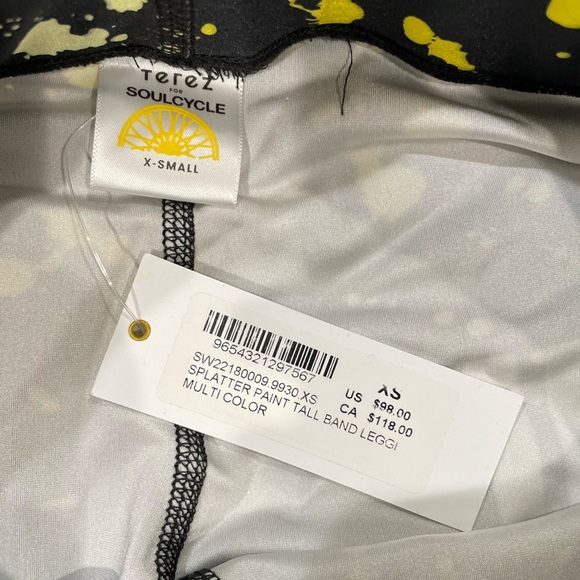 Terez
FOR
SOULCYCLE
X-SMALL
9654321297567
SW22180009.9930.XS XS
SPLATTER PAINT TALL BAND LEGGI US $98.00
MULTI COLOR CA $118.00